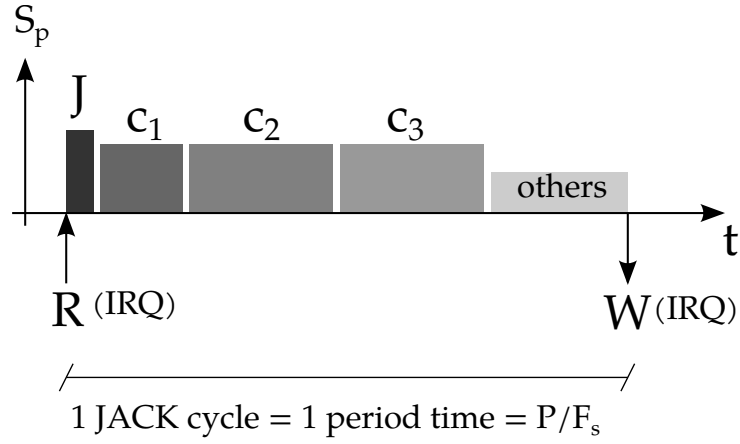 Sₚ
J
c₁ c₂ c₃
others
t
R (IRQ) W (IRQ)
1 JACK cycle = 1 period time = P/Fₛ